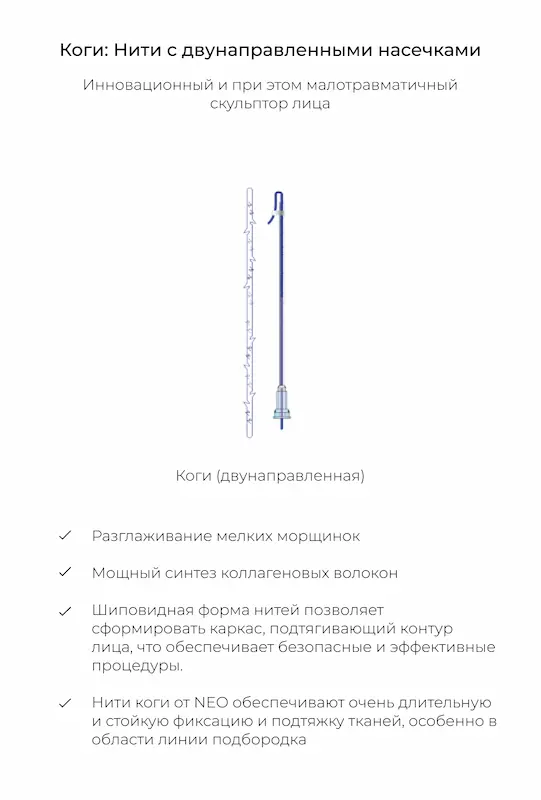 Коги: Нити с двунаправленными насечками
Инновационный и при этом малотравматичный
скульптор лица
Коги (двунаправленная)
Разглаживание мелких морщинок
Мощный синтез коллагеновых волокон
Шиповидная форма нитей позволяет
сформировать каркас, подтягивающий контур
лица, что обеспечивает безопасные и эффективные
процедуры.
Нити коги от NEO обеспечивают очень длительную
и стойкую фиксацию и подтяжку тканей, особенно в
области линии подбородка